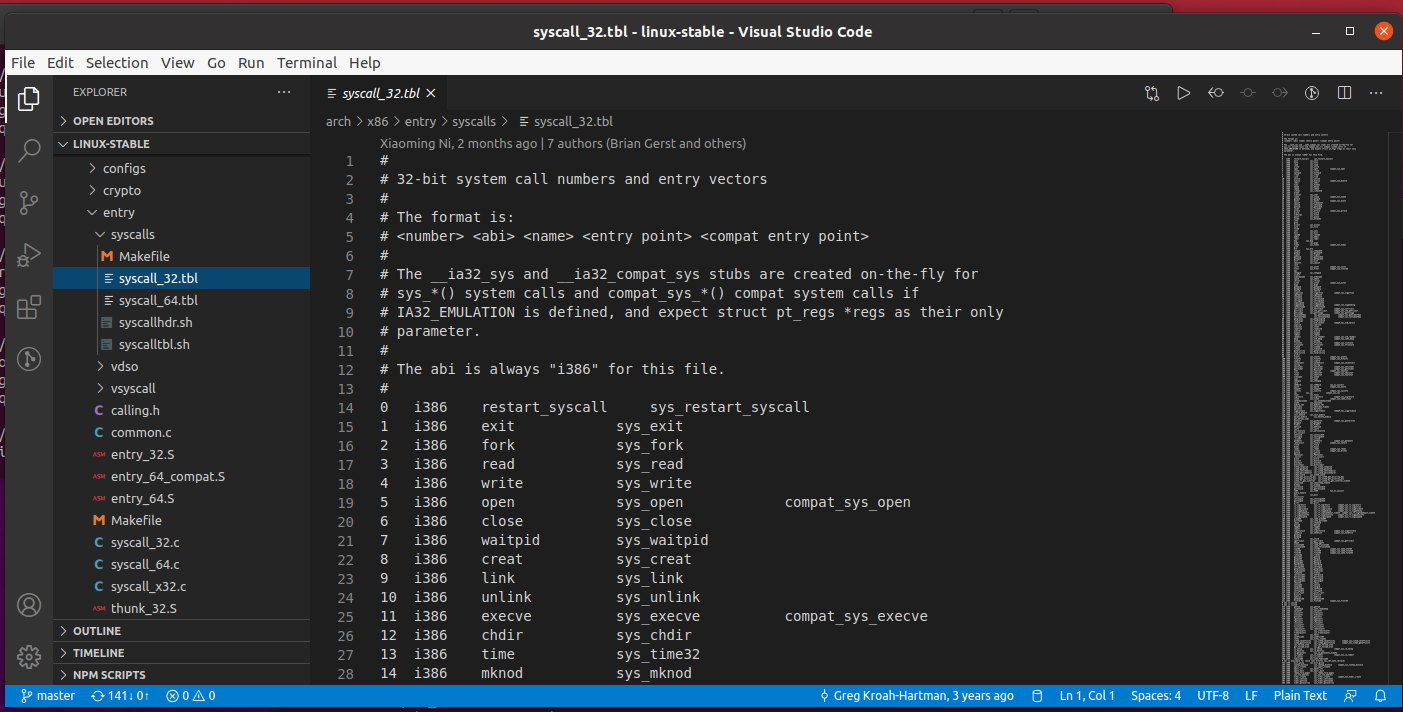 syscall_32.tbl - linux-stable - Visual Studio Code
File Edit Selection View Go Run Terminal Help
EXPLORER
OPEN EDITORS
LINUX-STABLE
configs
crypto
entry
syscalls
Makefile
syscall_32.tbl
syscall_64.tbl
syscallhdr.sh
syscalltbl.sh
vdso
vsyscall
calling.h
common.c
entry_32.S
entry_64_compat.S
entry_64.S
Makefile
syscall_32.c
syscall_64.c
syscall_x32.c
thunk_32.S
OUTLINE
TIMELINE
NPM SCRIPTS
syscall_32.tbl
arch > x86 > entry > syscalls > syscall_32.tbl
Xiaoming Ni, 2 months ago | 7 authors (Brian Gerst and others)
1 #
2 # 32-bit system call numbers and entry vectors
3 #
4 # The format is:
5 # <number> <abi> <name> <entry point> <compat entry point>
6 #
7 # The __ia32_sys and __ia32_compat_sys stubs are created on-the-fly for
8 # sys_*() system calls and compat_sys_*() compat system calls if
9 # IA32_EMULATION is defined, and expect struct pt_regs *regs as their only
10 # parameter.
11 #
12 # The abi is always "i386" for this file.
13 #
14 0 i386 restart_syscall sys_restart_syscall
15 1 i386 exit sys_exit
16 2 i386 fork sys_fork
17 3 i386 read sys_read
18 4 i386 write sys_write
19 5 i386 open sys_open compat_sys_open
20 6 i386 close sys_close
21 7 i386 waitpid sys_waitpid
22 8 i386 creat sys_creat
23 9 i386 link sys_link
24 10 i386 unlink sys_unlink
25 11 i386 execve sys_execve compat_sys_execve
26 12 i386 chdir sys_chdir
27 13 i386 time sys_time32
28 14 i386 mknod sys_mknod
master 141↓ 0↑ 0 0 Greg Kroah-Hartman, 3 years ago Ln 1, Col 1 Spaces: 4 UTF-8 LF Plain Text